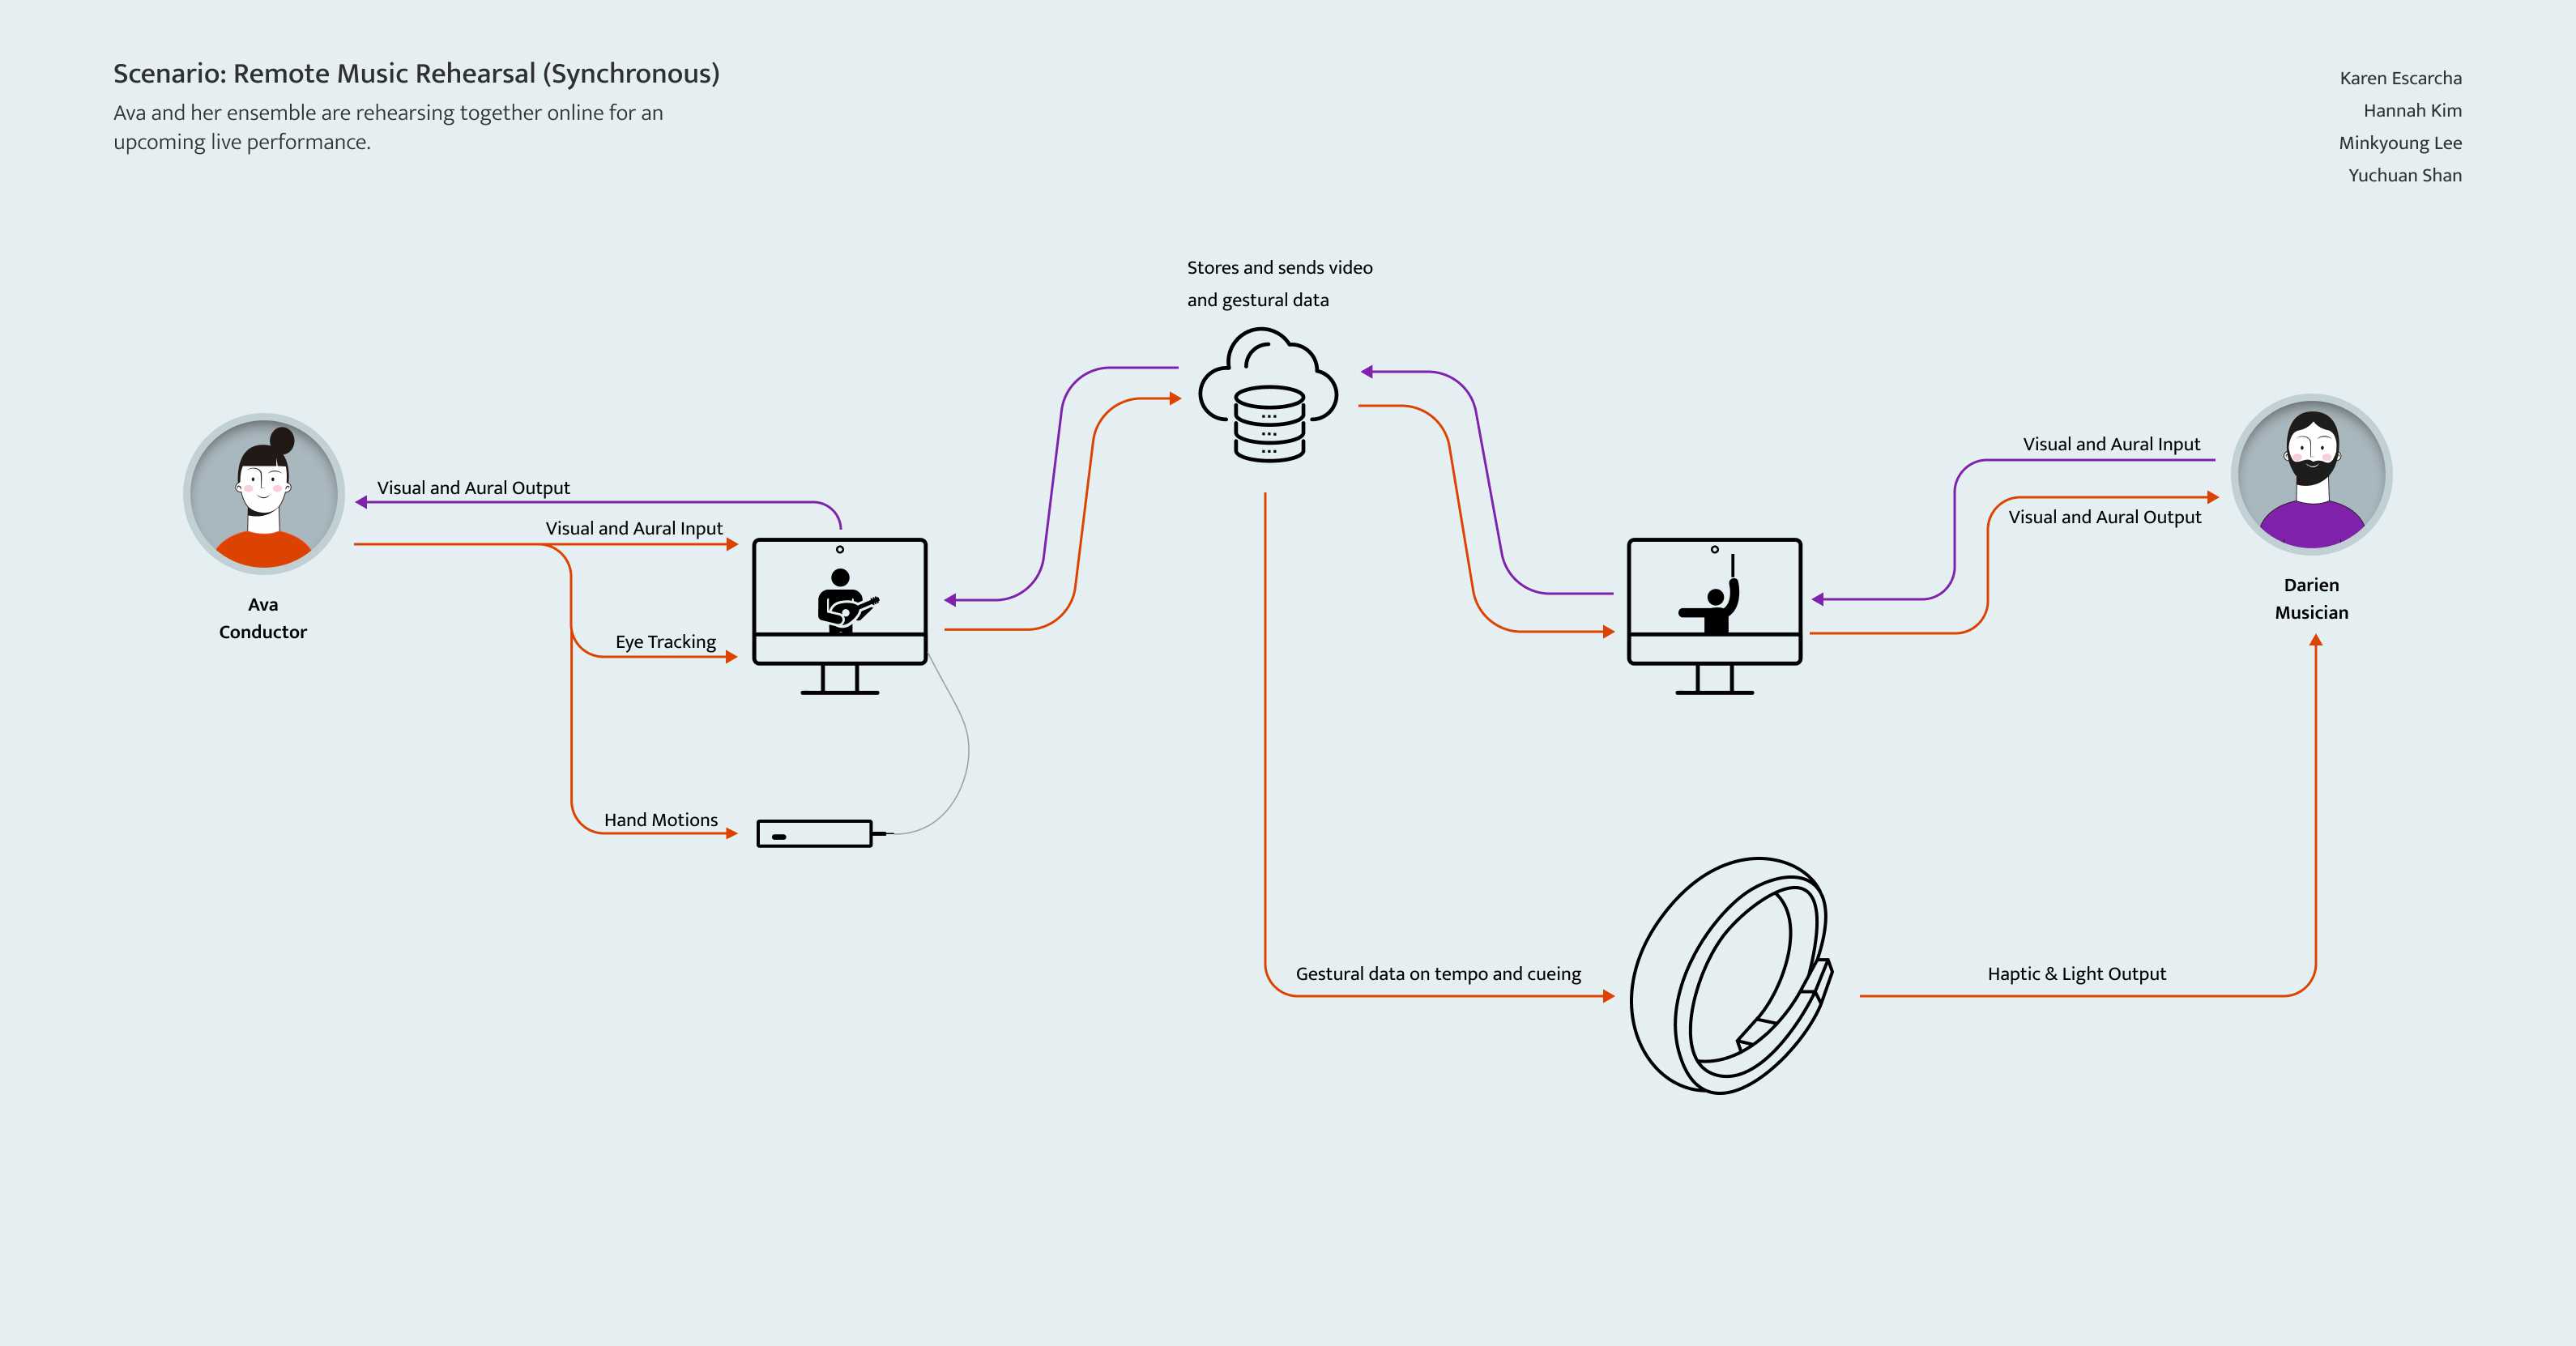 Scenario: Remote Music Rehearsal (Synchronous)
Ava and her ensemble are rehearsing together online for an
upcoming live performance.
Karen Escarcha
Hannah Kim
Minkyoung Lee
Yuchuan Shan
Stores and sends video
and gestural data
Visual and Aural Output
Visual and Aural Input
Eye Tracking
Hand Motions
Ava
Conductor
Visual and Aural Input
Visual and Aural Output
Darien
Musician
Gestural data on tempo and cueing
Haptic & Light Output